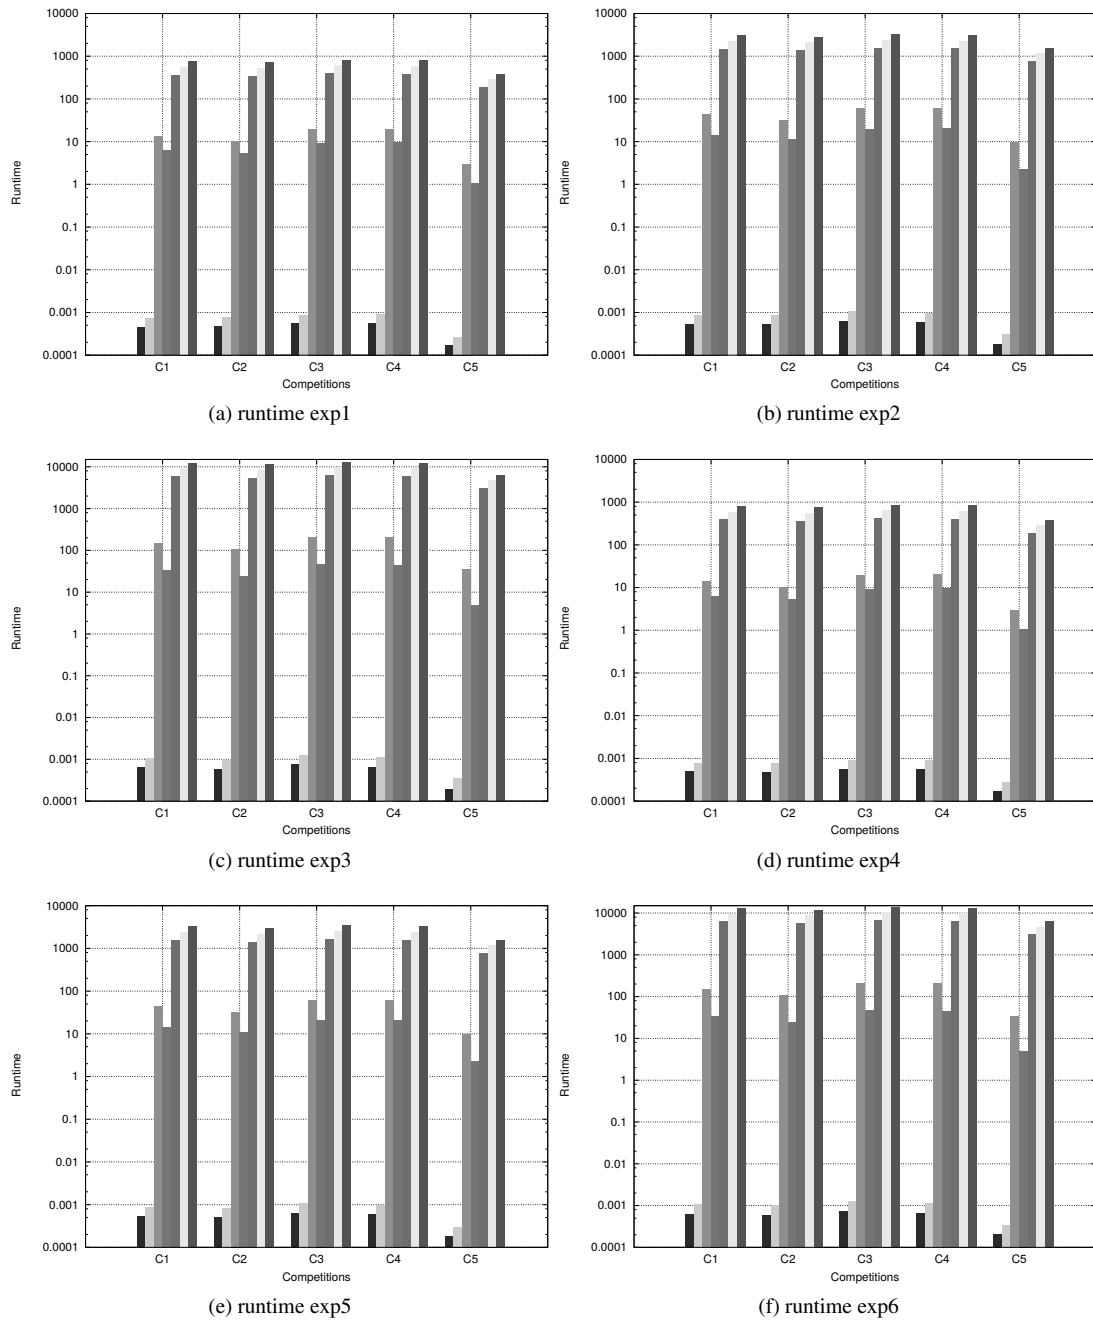 10000
1000
100
10
1
0.1
0.01
0.001
0.0001
Runtime
C1 C2 C3 C4 C5
Competitions
(a) runtime exp1
10000
1000
100
10
1
0.1
0.01
0.001
0.0001
Runtime
C1 C2 C3 C4 C5
Competitions
(b) runtime exp2
10000
1000
100
10
1
0.1
0.01
0.001
0.0001
Runtime
C1 C2 C3 C4 C5
Competitions
(c) runtime exp3
10000
1000
100
10
1
0.1
0.01
0.001
0.0001
Runtime
C1 C2 C3 C4 C5
Competitions
(d) runtime exp4
10000
1000
100
10
1
0.1
0.01
0.001
0.0001
Runtime
C1 C2 C3 C4 C5
Competitions
(e) runtime exp5
10000
1000
100
10
1
0.1
0.01
0.001
0.0001
Runtime
C1 C2 C3 C4 C5
Competitions
(f) runtime exp6